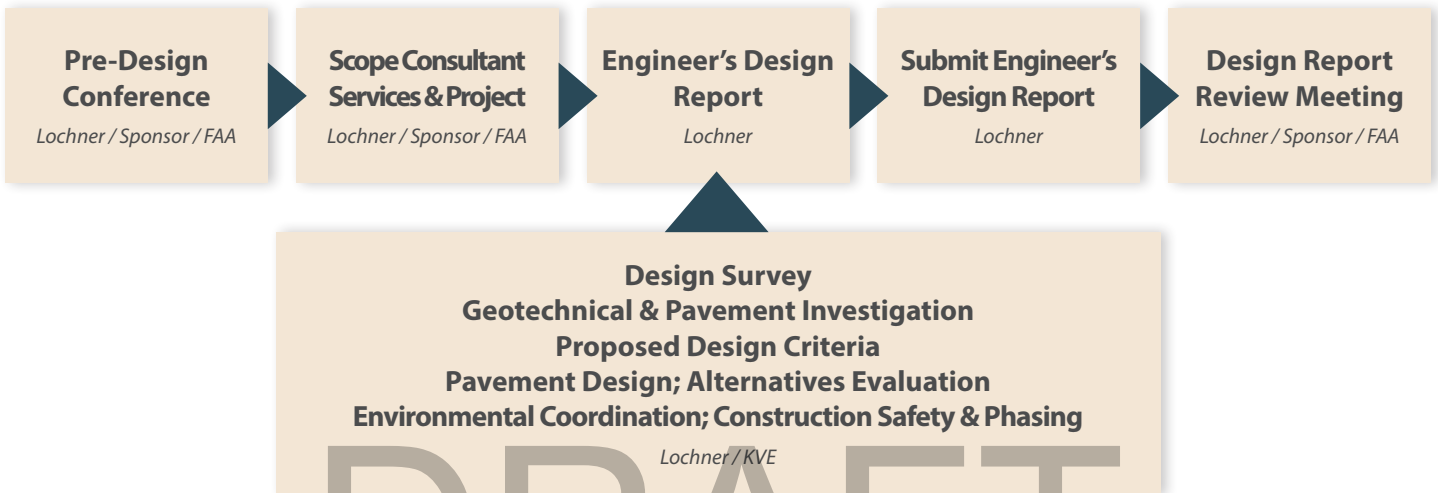 Pre-Design
Conference
Lochner / Sponsor / FAA
Scope Consultant
Services & Project
Lochner / Sponsor / FAA
Engineer’s Design
Report
Lochner
Submit Engineer’s
Design Report
Lochner
Design Report
Review Meeting
Lochner / Sponsor / FAA
Design Survey
Geotechnical & Pavement Investigation
Proposed Design Criteria
Pavement Design; Alternatives Evaluation
Environmental Coordination; Construction Safety & Phasing
Lochner / KVE
DRAFT